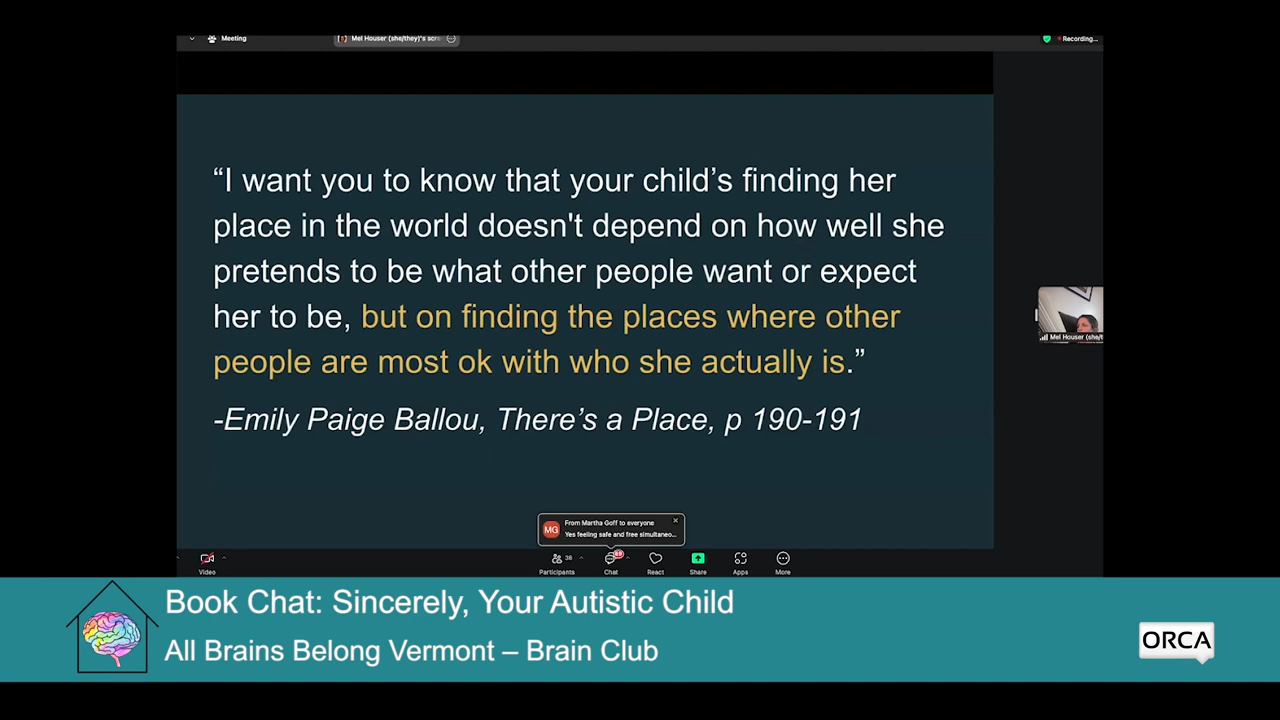 Meeting
Mel Houser (she/they)'s scre
Recording...
“I want you to know that your child’s finding her
place in the world doesn't depend on how well she
pretends to be what other people want or expect
her to be, but on finding the places where other
people are most ok with who she actually is.”
-Emily Paige Ballou, There’s a Place, p 190-191
Mel Houser (she/t
MG
From Martha Goff to everyone
Yes feeling safe and free simultaneo...
38
69
Video
Participants
Chat
React
Share
Apps
More
Book Chat: Sincerely, Your Autistic Child
All Brains Belong Vermont – Brain Club
ORCA